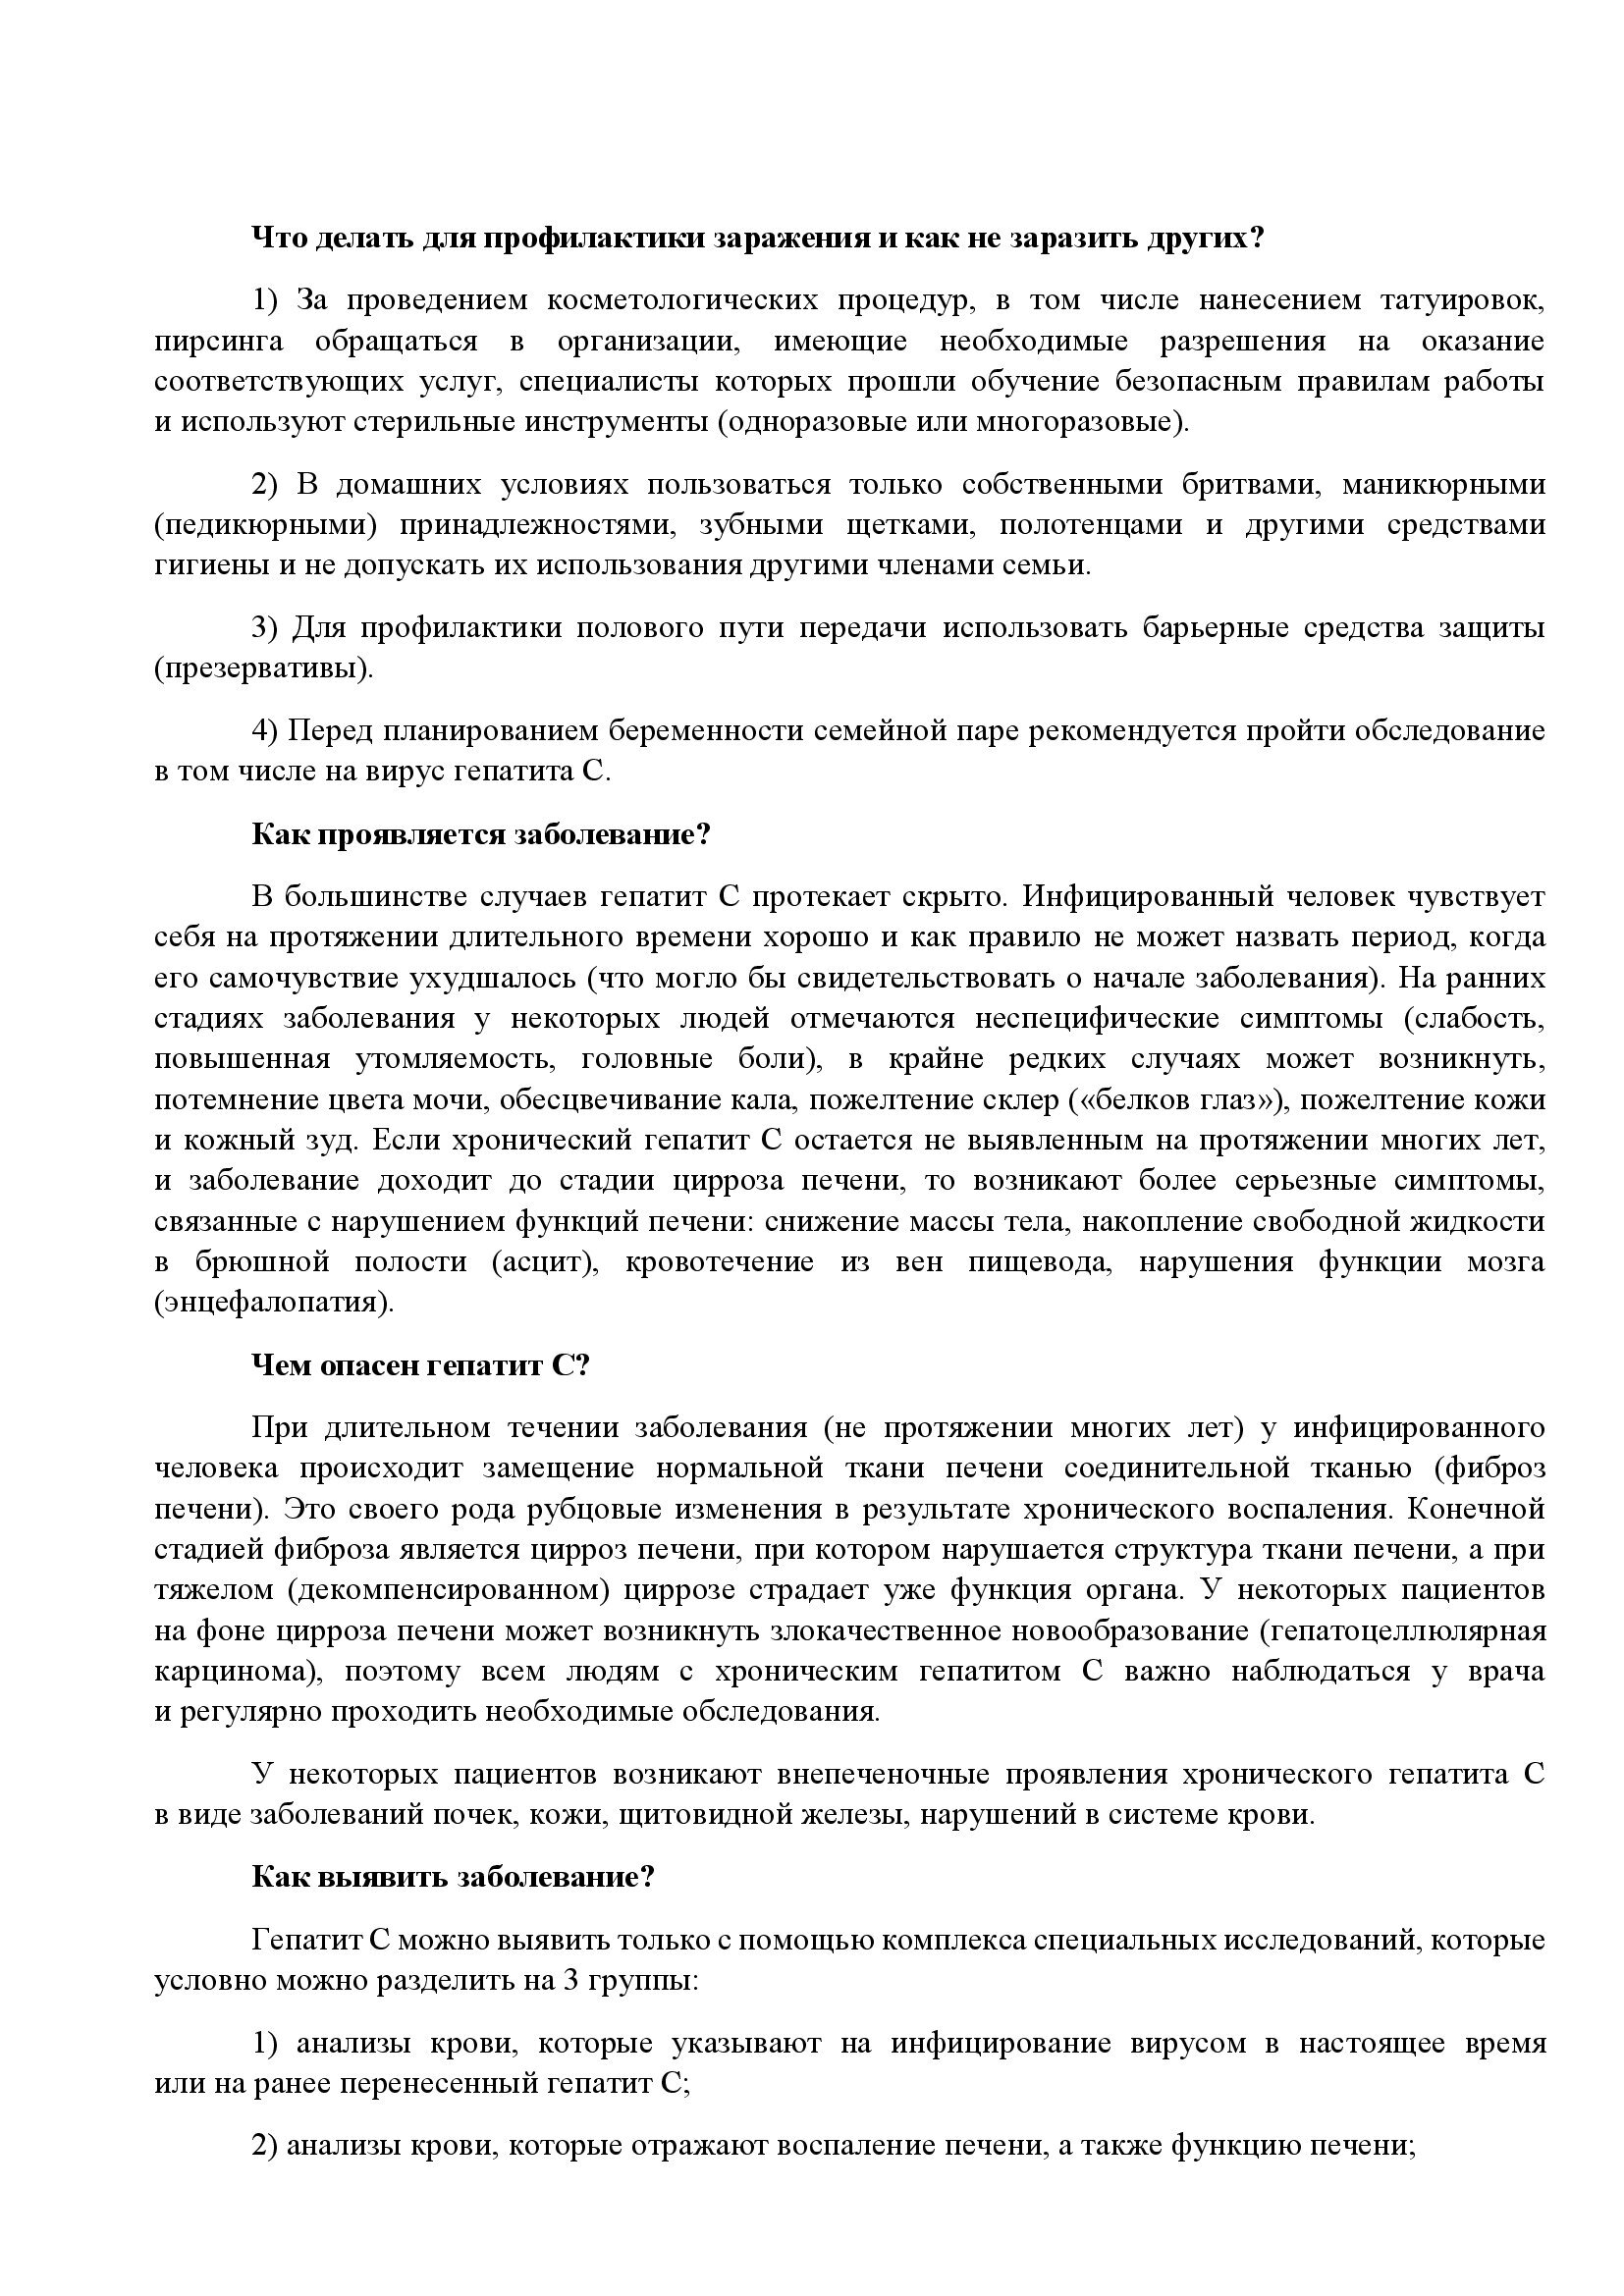 Что делать для профилактики заражения и как не заразить других?
1) За проведением косметологических процедур, в том числе нанесением татуировок,
пирсинга обращаться в организации, имеющие необходимые разрешения на оказание
соответствующих услуг, специалисты которых прошли обучение безопасным правилам работы
и используют стерильные инструменты (одноразовые или многоразовые).
2) В домашних условиях пользоваться только собственными бритвами, маникюрными
(педикюрными) принадлежностями, зубными щетками, полотенцами и другими средствами
гигиены и не допускать их использования другими членами семьи.
3) Для профилактики полового пути передачи использовать барьерные средства защиты
(презервативы).
4) Перед планированием беременности семейной паре рекомендуется пройти обследование
в том числе на вирус гепатита С.
Как проявляется заболевание?
В большинстве случаев гепатит С протекает скрыто. Инфицированный человек чувствует
себя на протяжении длительного времени хорошо и как правило не может назвать период, когда
его самочувствие ухудшалось (что могло бы свидетельствовать о начале заболевания). На ранних
стадиях заболевания у некоторых людей отмечаются неспецифические симптомы (слабость,
повышенная утомляемость, головные боли), в крайне редких случаях может возникнуть,
потемнение цвета мочи, обесцвечивание кала, пожелтение склер («белков глаз»), пожелтение кожи
и кожный зуд. Если хронический гепатит С остается не выявленным на протяжении многих лет,
и заболевание доходит до стадии цирроза печени, то возникают более серьезные симптомы,
связанные с нарушением функций печени: снижение массы тела, накопление свободной жидкости
в брюшной полости (асцит), кровотечение из вен пищевода, нарушения функции мозга
(энцефалопатия).
Чем опасен гепатит С?
При длительном течении заболевания (не протяжении многих лет) у инфицированного
человека происходит замещение нормальной ткани печени соединительной тканью (фиброз
печени). Это своего рода рубцовые изменения в результате хронического воспаления. Конечной
стадией фиброза является цирроз печени, при котором нарушается структура ткани печени, а при
тяжелом (декомпенсированном) циррозе страдает уже функция органа. У некоторых пациентов
на фоне цирроза печени может возникнуть злокачественное новообразование (гепатоцеллюлярная
карцинома), поэтому всем людям с хроническим гепатитом С важно наблюдаться у врача
и регулярно проходить необходимые обследования.
У некоторых пациентов возникают внепеченочные проявления хронического гепатита С
в виде заболеваний почек, кожи, щитовидной железы, нарушений в системе крови.
Как выявить заболевание?
Гепатит С можно выявить только с помощью комплекса специальных исследований, которые
условно можно разделить на 3 группы:
1) анализы крови, которые указывают на инфицирование вирусом в настоящее время
или на ранее перенесенный гепатит С;
2) анализы крови, которые отражают воспаление печени, а также функцию печени;